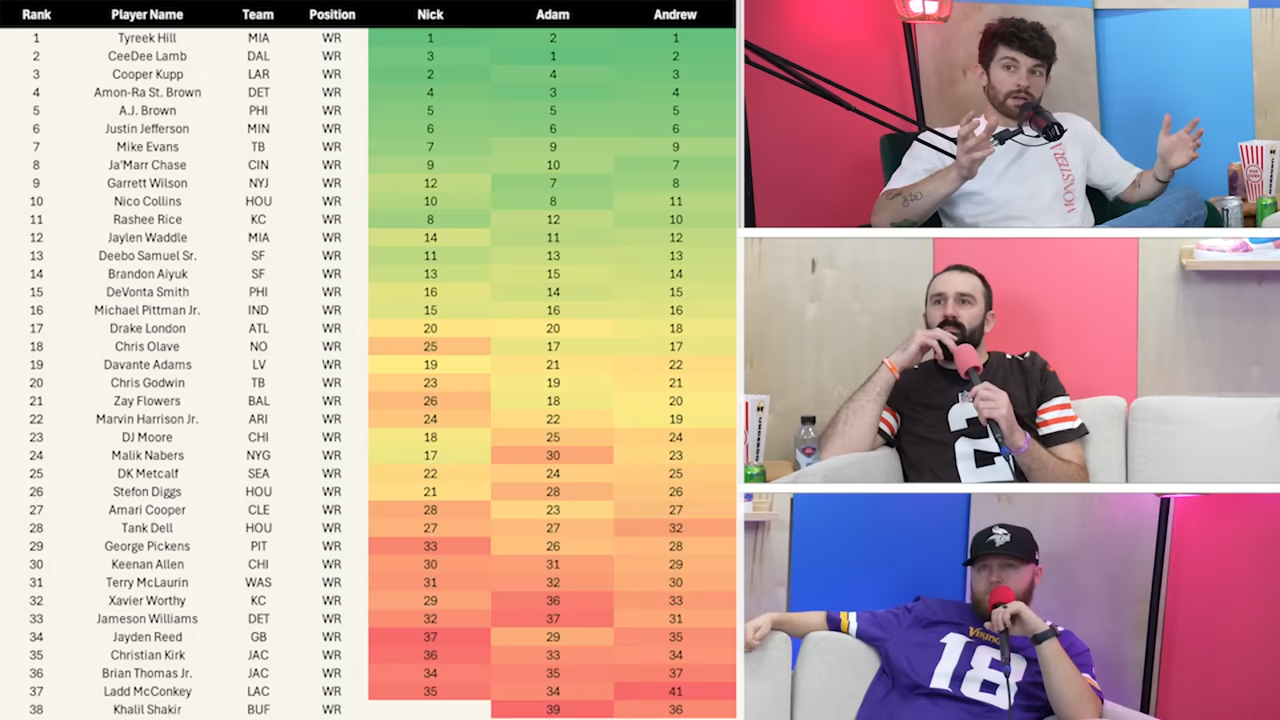 Rank Player Name Team Position Nick Adam Andrew
1 Tyreek Hill MIA WR 1 2 1
2 CeeDee Lamb DAL WR 3 1 2
3 Cooper Kupp LAR WR 2 4 3
4 Amon-Ra St. Brown DET WR 4 3 4
5 A.J. Brown PHI WR 5 5 5
6 Justin Jefferson MIN WR 6 6 6
7 Mike Evans TB WR 7 9 9
8 Ja'Marr Chase CIN WR 9 10 7
9 Garrett Wilson NYJ WR 12 7 8
10 Nico Collins HOU WR 10 8 11
11 Rashee Rice KC WR 8 12 10
12 Jaylen Waddle MIA WR 14 11 12
13 Deebo Samuel Sr. SF WR 11 13 13
14 Brandon Aiyuk SF WR 13 15 14
15 DeVonta Smith PHI WR 16 14 15
16 Michael Pittman Jr. IND WR 15 16 16
17 Drake London ATL WR 20 20 18
18 Chris Olave NO WR 25 17 17
19 Davante Adams LV WR 19 21 22
20 Chris Godwin TB WR 23 19 21
21 Zay Flowers BAL WR 26 18 20
22 Marvin Harrison Jr. ARI WR 24 22 19
23 DJ Moore CHI WR 18 25 24
24 Malik Nabers NYG WR 17 30 23
25 DK Metcalf SEA WR 22 24 25
26 Stefon Diggs HOU WR 21 28 26
27 Amari Cooper CLE WR 28 23 27
28 Tank Dell HOU WR 27 27 32
29 George Pickens PIT WR 33 26 28
30 Keenan Allen CHI WR 30 31 29
31 Terry McLaurin WAS WR 31 32 30
32 Xavier Worthy KC WR 29 36 33
33 Jameson Williams DET WR 32 37 31
34 Jayden Reed GB WR 37 29 35
35 Christian Kirk JAC WR 36 33 34
36 Brian Thomas Jr. JAC WR 34 35 37
37 Ladd McConkey LAC WR 35 34 41
38 Khalil Shakir BUF WR 39 36
MONSTERA
2
VIKINGS
18